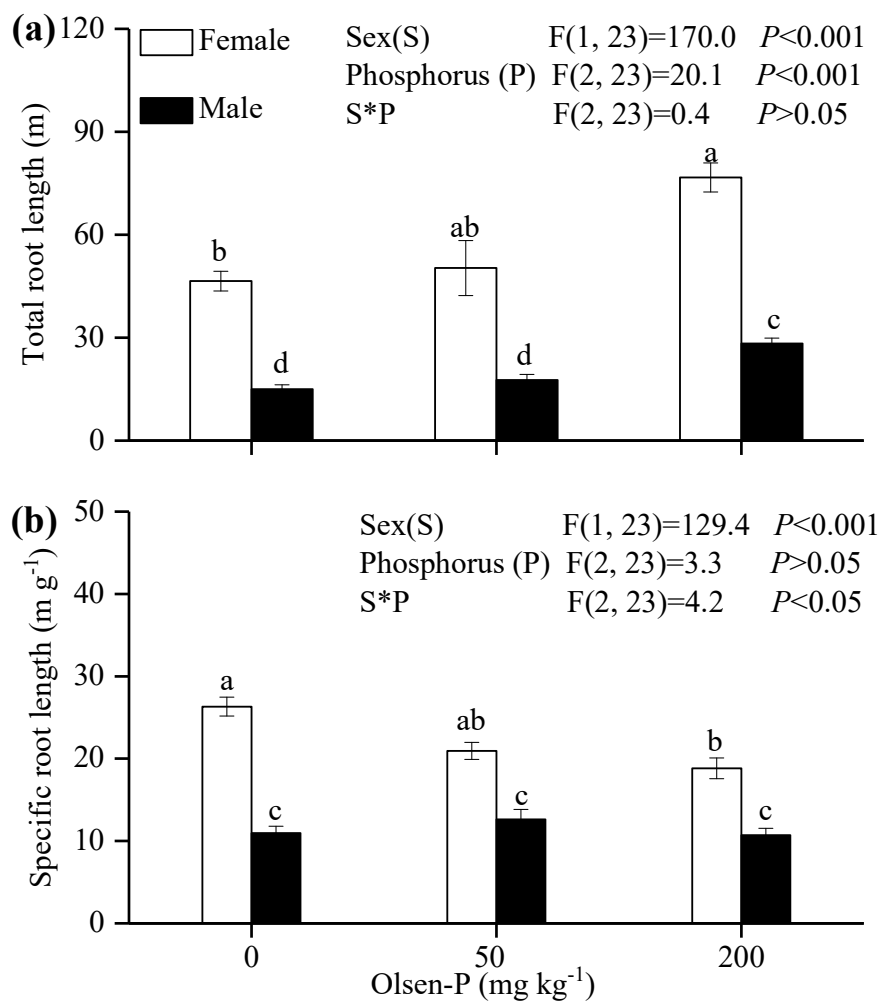 (a)
120
90
60
30
0
Total root length (m)
Female
Male
Sex(S) F(1, 23)=170.0 P<0.001
Phosphorus (P) F(2, 23)=20.1 P<0.001
S*P F(2, 23)=0.4 P>0.05
b
d
ab
d
a
c
(b)
50
40
30
20
10
0
Specific root length (m g⁻¹)
Sex(S) F(1, 23)=129.4 P<0.001
Phosphorus (P) F(2, 23)=3.3 P>0.05
S*P F(2, 23)=4.2 P<0.05
a
c
ab
c
b
c
0 50 200
Olsen-P (mg kg⁻¹)